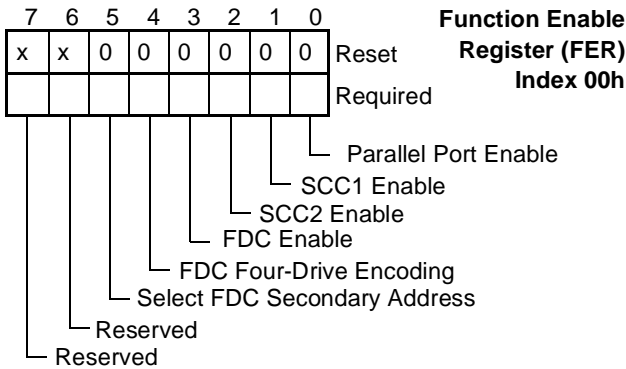 7 6 5 4 3 2 1 0
Function Enable
Register (FER)
Index 00h
x x 0 0 0 0 0 0 Reset
Required
Parallel Port Enable
SCC1 Enable
SCC2 Enable
FDC Enable
FDC Four-Drive Encoding
Select FDC Secondary Address
Reserved
Reserved